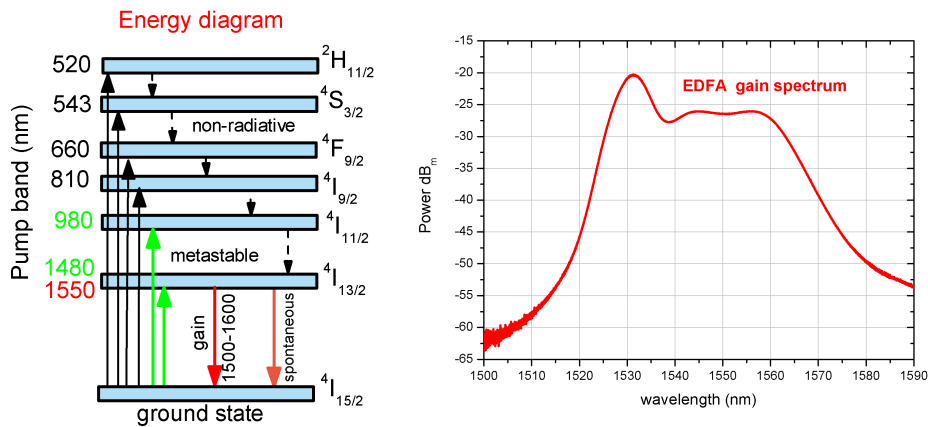 Energy diagram
Pump band (nm)
520
²H₁₁/₂
543
⁴S₃/₂
non-radiative
660
⁴F₉/₂
810
⁴I₉/₂
980
⁴I₁₁/₂
metastable
1480
1550
⁴I₁₃/₂
gain
1500-1600
spontaneous
⁴I₁₅/₂
ground state
EDFA gain spectrum
Power dBₘ
-15
-20
-25
-30
-35
-40
-45
-50
-55
-60
-65
1500 1510 1520 1530 1540 1550 1560 1570 1580 1590
wavelength (nm)